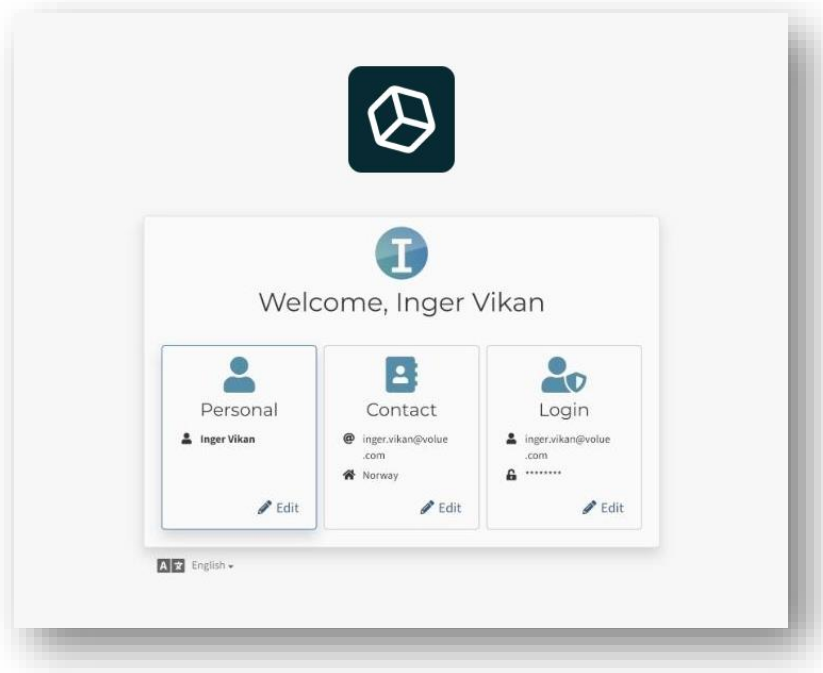 I
Welcome, Inger Vikan
Personal
Inger Vikan
Edit
Contact
@ inger.vikan@volue
.com
Norway
Edit
Login
inger.vikan@volue
.com
********
Edit
A 文 English